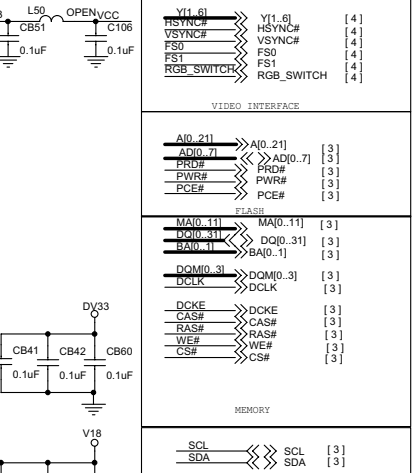 L50 OPEN VCC
CB51 C106
0.1uF 0.1uF
Y[1..6] Y[1..6] [ 4 ]
HSYNC# HSYNC# [ 4 ]
VSYNC# VSYNC# [ 4 ]
FS0 FS0 [ 4 ]
FS1 FS1 [ 4 ]
RGB_SWITCH RGB_SWITCH [ 4 ]
VIDEO INTERFACE
A[0..21] A[0..21] [ 3 ]
AD[0..7] AD[0..7] [ 3 ]
PRD# PRD# [ 3 ]
PWR# PWR# [ 3 ]
PCE# PCE# [ 3 ]
FLASH
MA[0..11] MA[0..11] [ 3 ]
DQ[0..31] DQ[0..31] [ 3 ]
BA[0..1] BA[0..1] [ 3 ]
DQM[0..3] DQM[0..3] [ 3 ]
DCLK DCLK [ 3 ]
DV33
DCKE DCKE [ 3 ]
CAS# CAS# [ 3 ]
RAS# RAS# [ 3 ]
WE# WE# [ 3 ]
CS# CS# [ 3 ]
CB41 CB42 CB60
0.1uF 0.1uF 0.1uF
MEMORY
V18
SCL SCL [ 3 ]
SDA SDA [ 3 ]